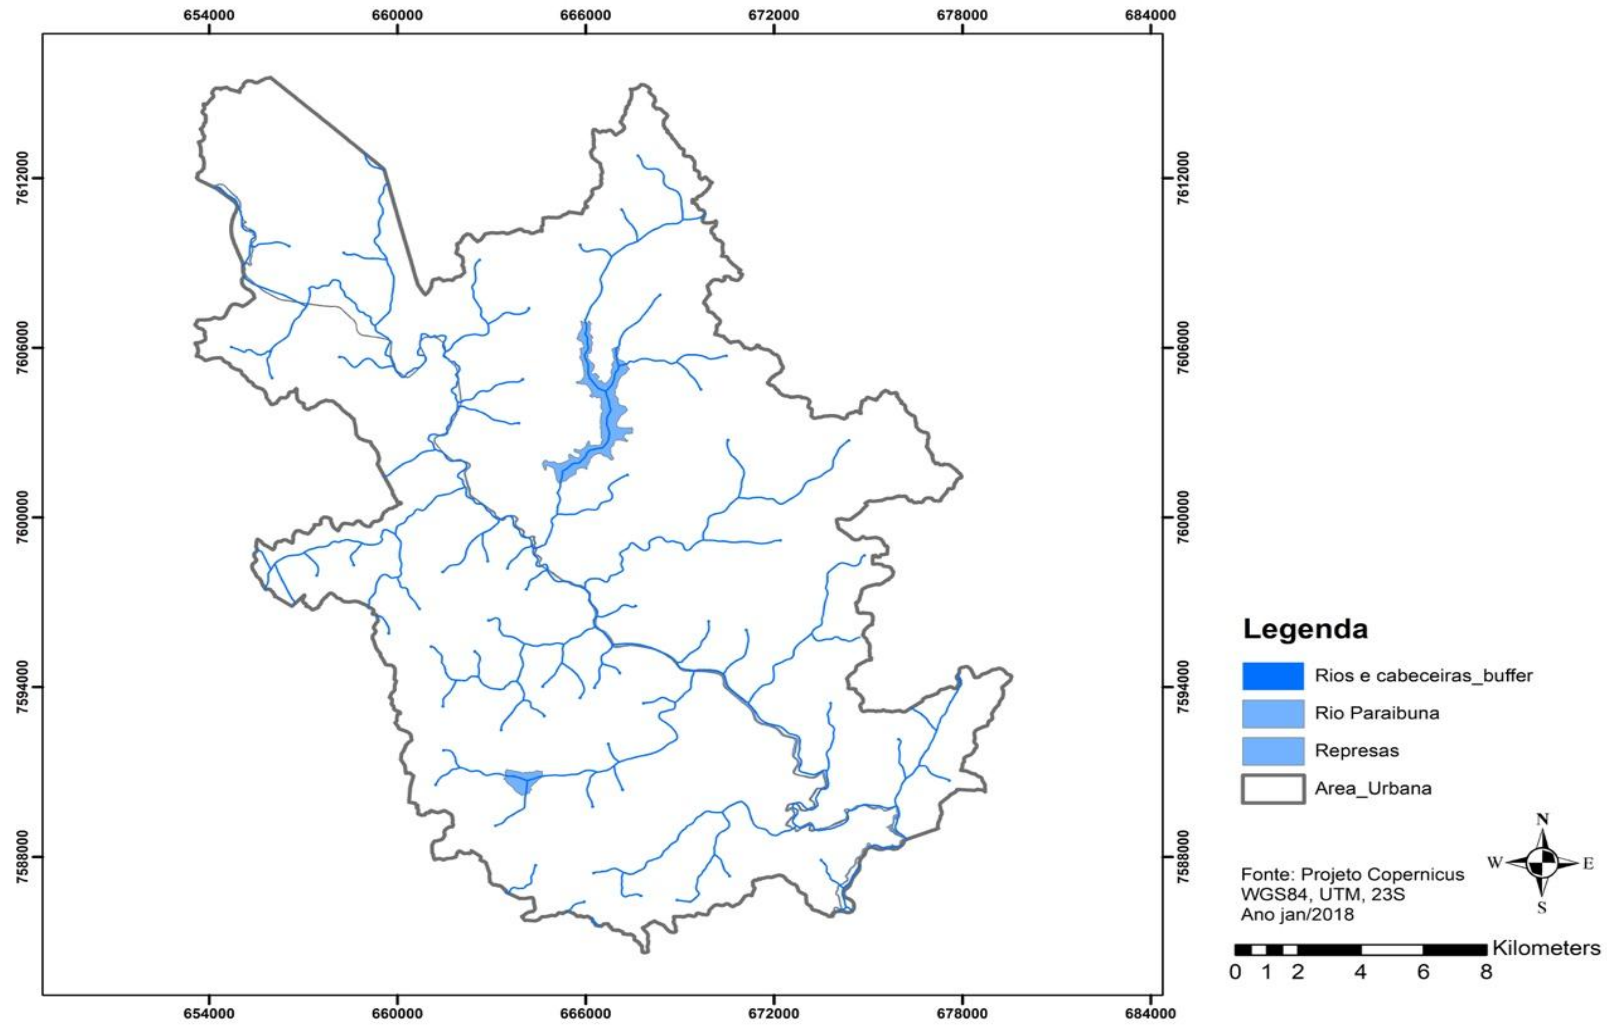 654000 660000 666000 672000 678000 684000
7612000 7612000
7606000 7606000
7600000 7600000
7594000 7594000
7588000 7588000
654000 660000 666000 672000 678000 684000
Legenda
Rios e cabeceiras_buffer
Rio Paraibuna
Represas
Area_Urbana
N
W E
S
Fonte: Projeto Copernicus
WGS84, UTM, 23S
Ano jan/2018
Kilometers
0 1 2 4 6 8